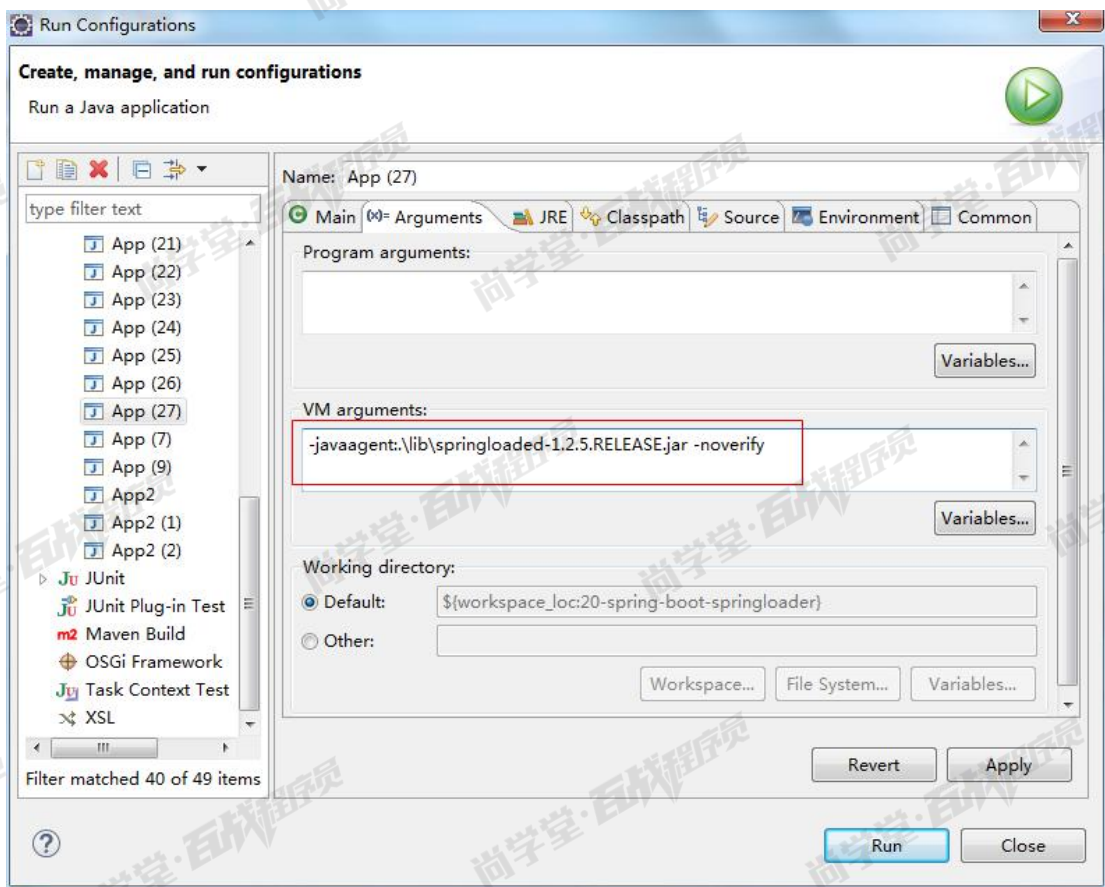 Run Configurations
Create, manage, and run configurations
Run a Java application
type filter text
App (21)
App (22)
App (23)
App (24)
App (25)
App (26)
App (27)
App (7)
App (9)
App2
App2 (1)
App2 (2)
Ju JUnit
JUnit Plug-in Test
m2 Maven Build
OSGi Framework
Task Context Test
XSL
Filter matched 40 of 49 items
Name: App (27)
Main (x)= Arguments JRE Classpath Source Environment Common
Program arguments:
Variables...
VM arguments:
-javaagent:.\lib\springloaded-1.2.5.RELEASE.jar -noverify
Variables...
Working directory:
Default: ${workspace_loc:20-spring-boot-springloader}
Other:
Workspace... File System... Variables...
Revert Apply
Run Close
尚学堂·百战程序员